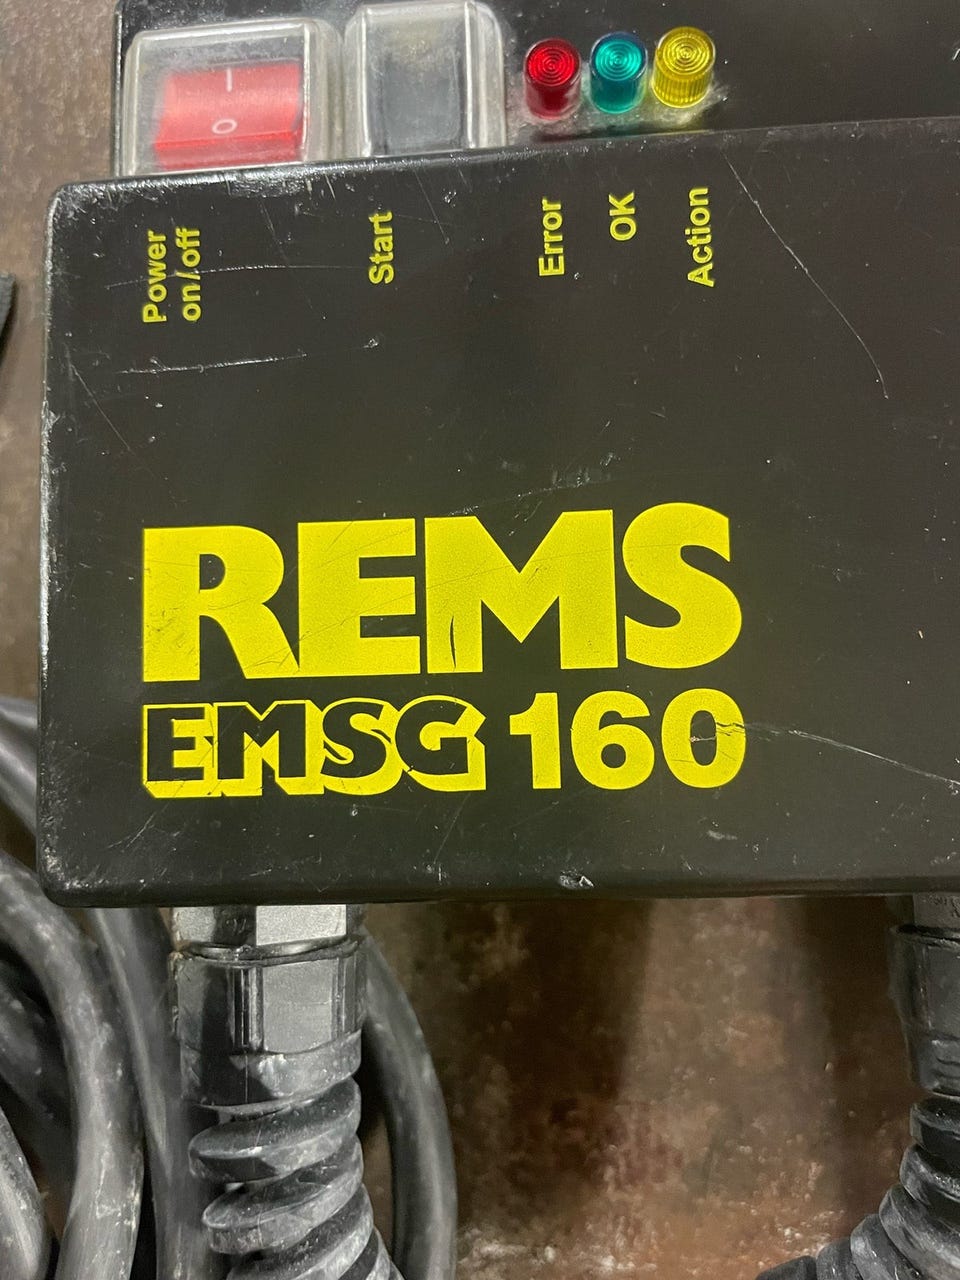 Power
on/off
Start
Error
OK
Action
REMS
EMSG 160